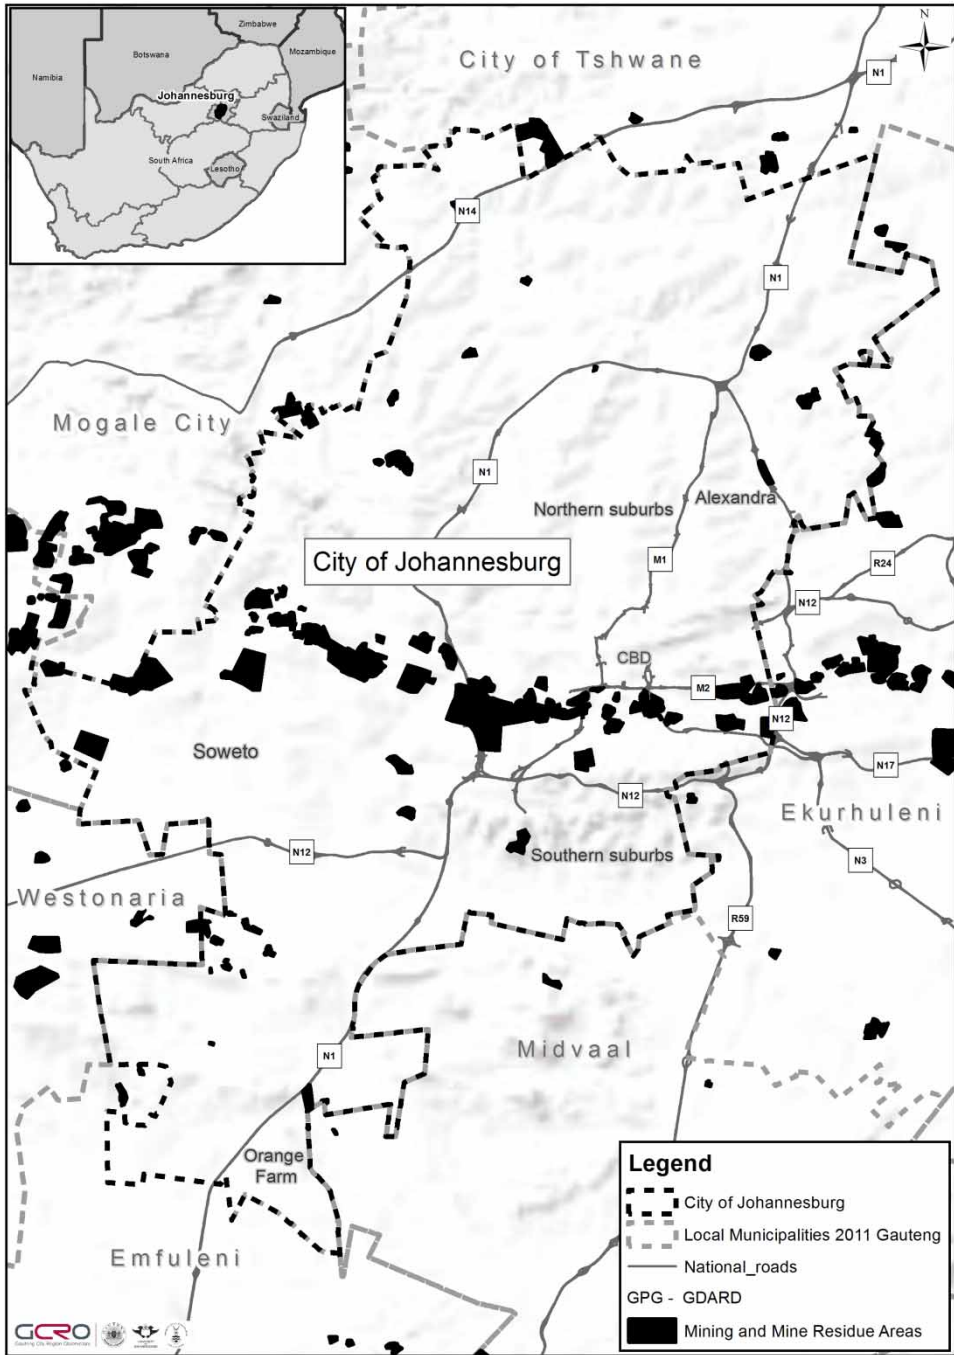 Zimbabwe
Botswana
Mozambique
Namibia
Johannesburg
Swaziland
South Africa
Lesotho
N
City of Tshwane
N1
N14
N1
Mogale City
N1
Northern suburbs
Alexandra
M1
City of Johannesburg
R24
N12
CBD
M2
N12
Soweto
N17
N12
Ekurhuleni
N12
Southern suburbs
N3
Westonaria
R59
N1
Midvaal
Orange
Farm
Emfuleni
Legend
City of Johannesburg
Local Municipalities 2011 Gauteng
National_roads
GPG - GDARD
Mining and Mine Residue Areas
GCRO